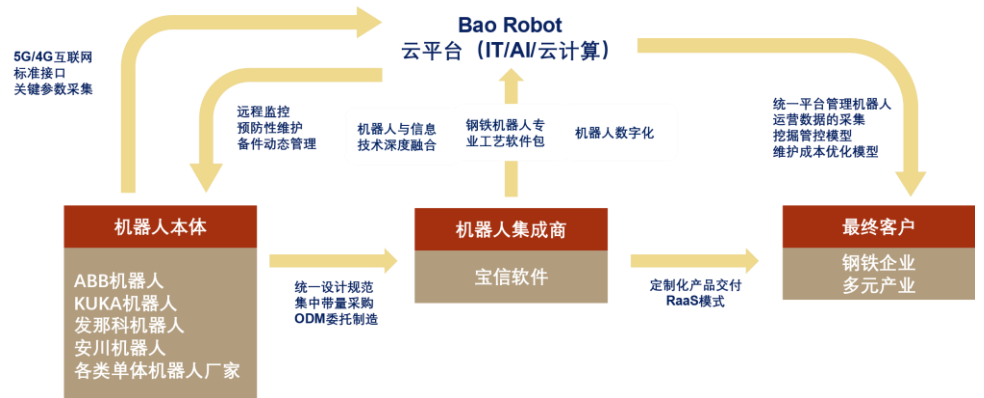 Bao Robot
云平台（IT/AI/云计算）
5G/4G互联网
标准接口
关键参数采集
远程监控
预防性维护
备件动态管理
机器人与信息
技术深度融合
钢铁机器人专
业工艺软件包
机器人数字化
统一平台管理机器人
运营数据的采集
挖掘管控模型
维护成本优化模型
机器人本体
ABB机器人
KUKA机器人
发那科机器人
安川机器人
各类单体机器人厂家
统一设计规范
集中带量采购
ODM委托制造
机器人集成商
宝信软件
定制化产品交付
RaaS模式
最终客户
钢铁企业
多元产业